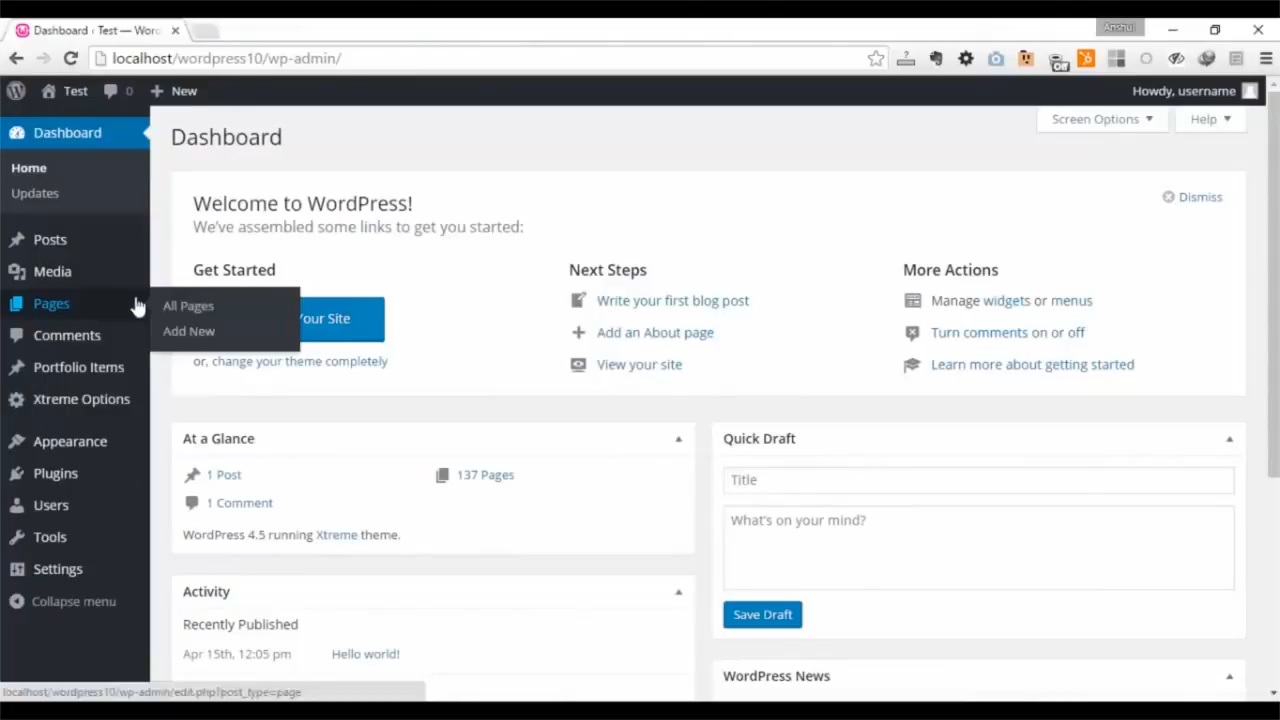 Dashboard ‹ Test — Wor
Anshul
localhost/wordpress10/wp-admin/
Off
Test
0
New
Howdy, username
Dashboard
Home
Updates
Posts
Media
Pages
Comments
Portfolio Items
Xtreme Options
Appearance
Plugins
Users
Tools
Settings
Collapse menu
All Pages
Add New
Dashboard
Screen Options
Help
Welcome to WordPress!
We've assembled some links to get you started:
Dismiss
Get Started
Your Site
or, change your theme completely
Next Steps
Write your first blog post
Add an About page
View your site
More Actions
Manage widgets or menus
Turn comments on or off
Learn more about getting started
At a Glance
1 Post
137 Pages
1 Comment
WordPress 4.5 running Xtreme theme.
Activity
Recently Published
Apr 15th, 12:05 pm
Hello world!
Quick Draft
Title
What's on your mind?
Save Draft
WordPress News
localhost/wordpress10/wp-admin/edit.php?post_type=page